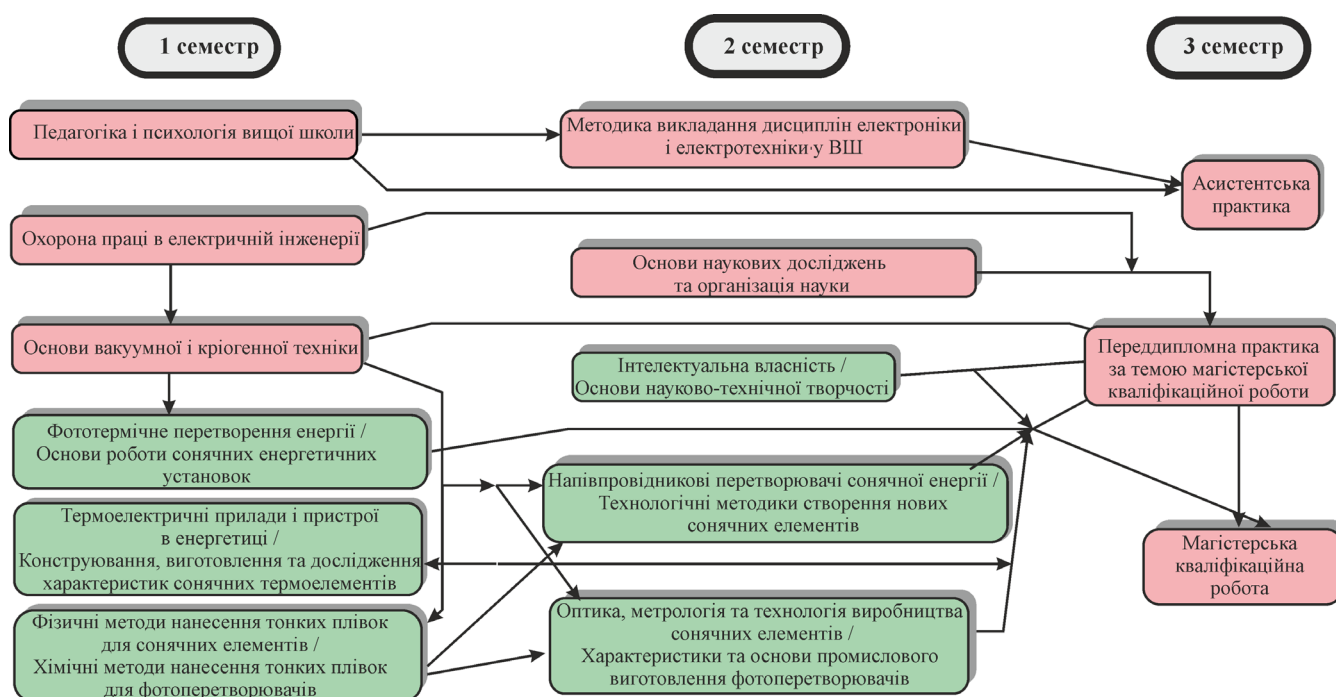 1 семестр
2 семестр
3 семестр
Педагогіка і психологія вищої школи
Методика викладання дисциплін електроніки
і електротехніки·у ВШ
Асистентська
практика
Охорона праці в електричній інженерії
Основи наукових досліджень
та організація науки
Основи вакуумної і кріогенної техніки
Інтелектуальна власність /
Основи науково-технічної творчості
Переддипломна практика
за темою магістерської
кваліфікаційної роботи
Фототермічне перетворення енергії /
Основи роботи сонячних енергетичних
установок
Напівпровідникові перетворювачі сонячної енергії /
Технологічні методики створення нових
сонячних елементів
Термоелектричні прилади і пристрої
в енергетиці /
Конструювання, виготовлення та дослідження
характеристик сонячних термоелементів
Магістерська
кваліфікаційна
робота
Фізичні методи нанесення тонких плівок
для сонячних елементів /
Хімічні методи нанесення тонких плівок
для фотоперетворювачів
Оптика, метрологія та технологія виробництва
сонячних елементів /
Характеристики та основи промислового
виготовлення фотоперетворювачів